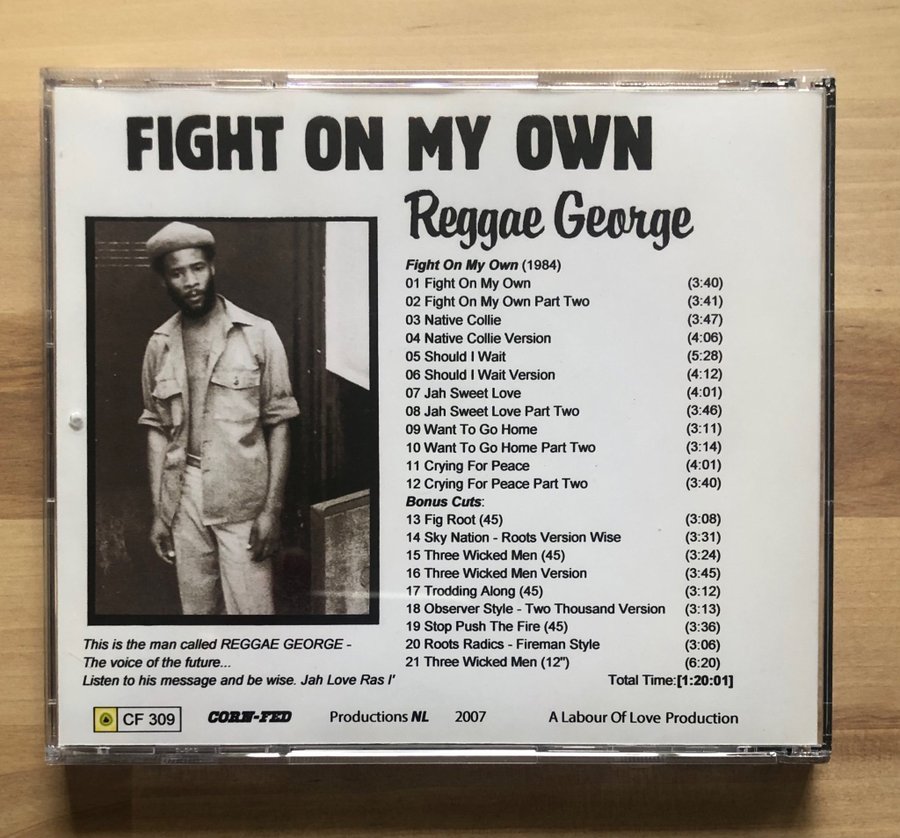 FIGHT ON MY OWN
Reggae George
Fight On My Own (1984)
01 Fight On My Own (3:40)
02 Fight On My Own Part Two (3:41)
03 Native Collie (3:47)
04 Native Collie Version (4:06)
05 Should I Wait (5:28)
06 Should I Wait Version (4:12)
07 Jah Sweet Love (4:01)
08 Jah Sweet Love Part Two (3:46)
09 Want To Go Home (3:11)
10 Want To Go Home Part Two (3:14)
11 Crying For Peace (4:01)
12 Crying For Peace Part Two (3:40)
Bonus Cuts:
13 Fig Root (45) (3:08)
14 Sky Nation - Roots Version Wise (3:31)
15 Three Wicked Men (45) (3:24)
16 Three Wicked Men Version (3:45)
17 Trodding Along (45) (3:12)
18 Observer Style - Two Thousand Version (3:13)
19 Stop Push The Fire (45) (3:36)
20 Roots Radics - Fireman Style (3:06)
21 Three Wicked Men (12") (6:20)
Total Time:[1:20:01]
This is the man called REGGAE GEORGE -
The voice of the future...
Listen to his message and be wise. Jah Love Ras I'
CF 309 CORN-FED Productions NL 2007 A Labour Of Love Production